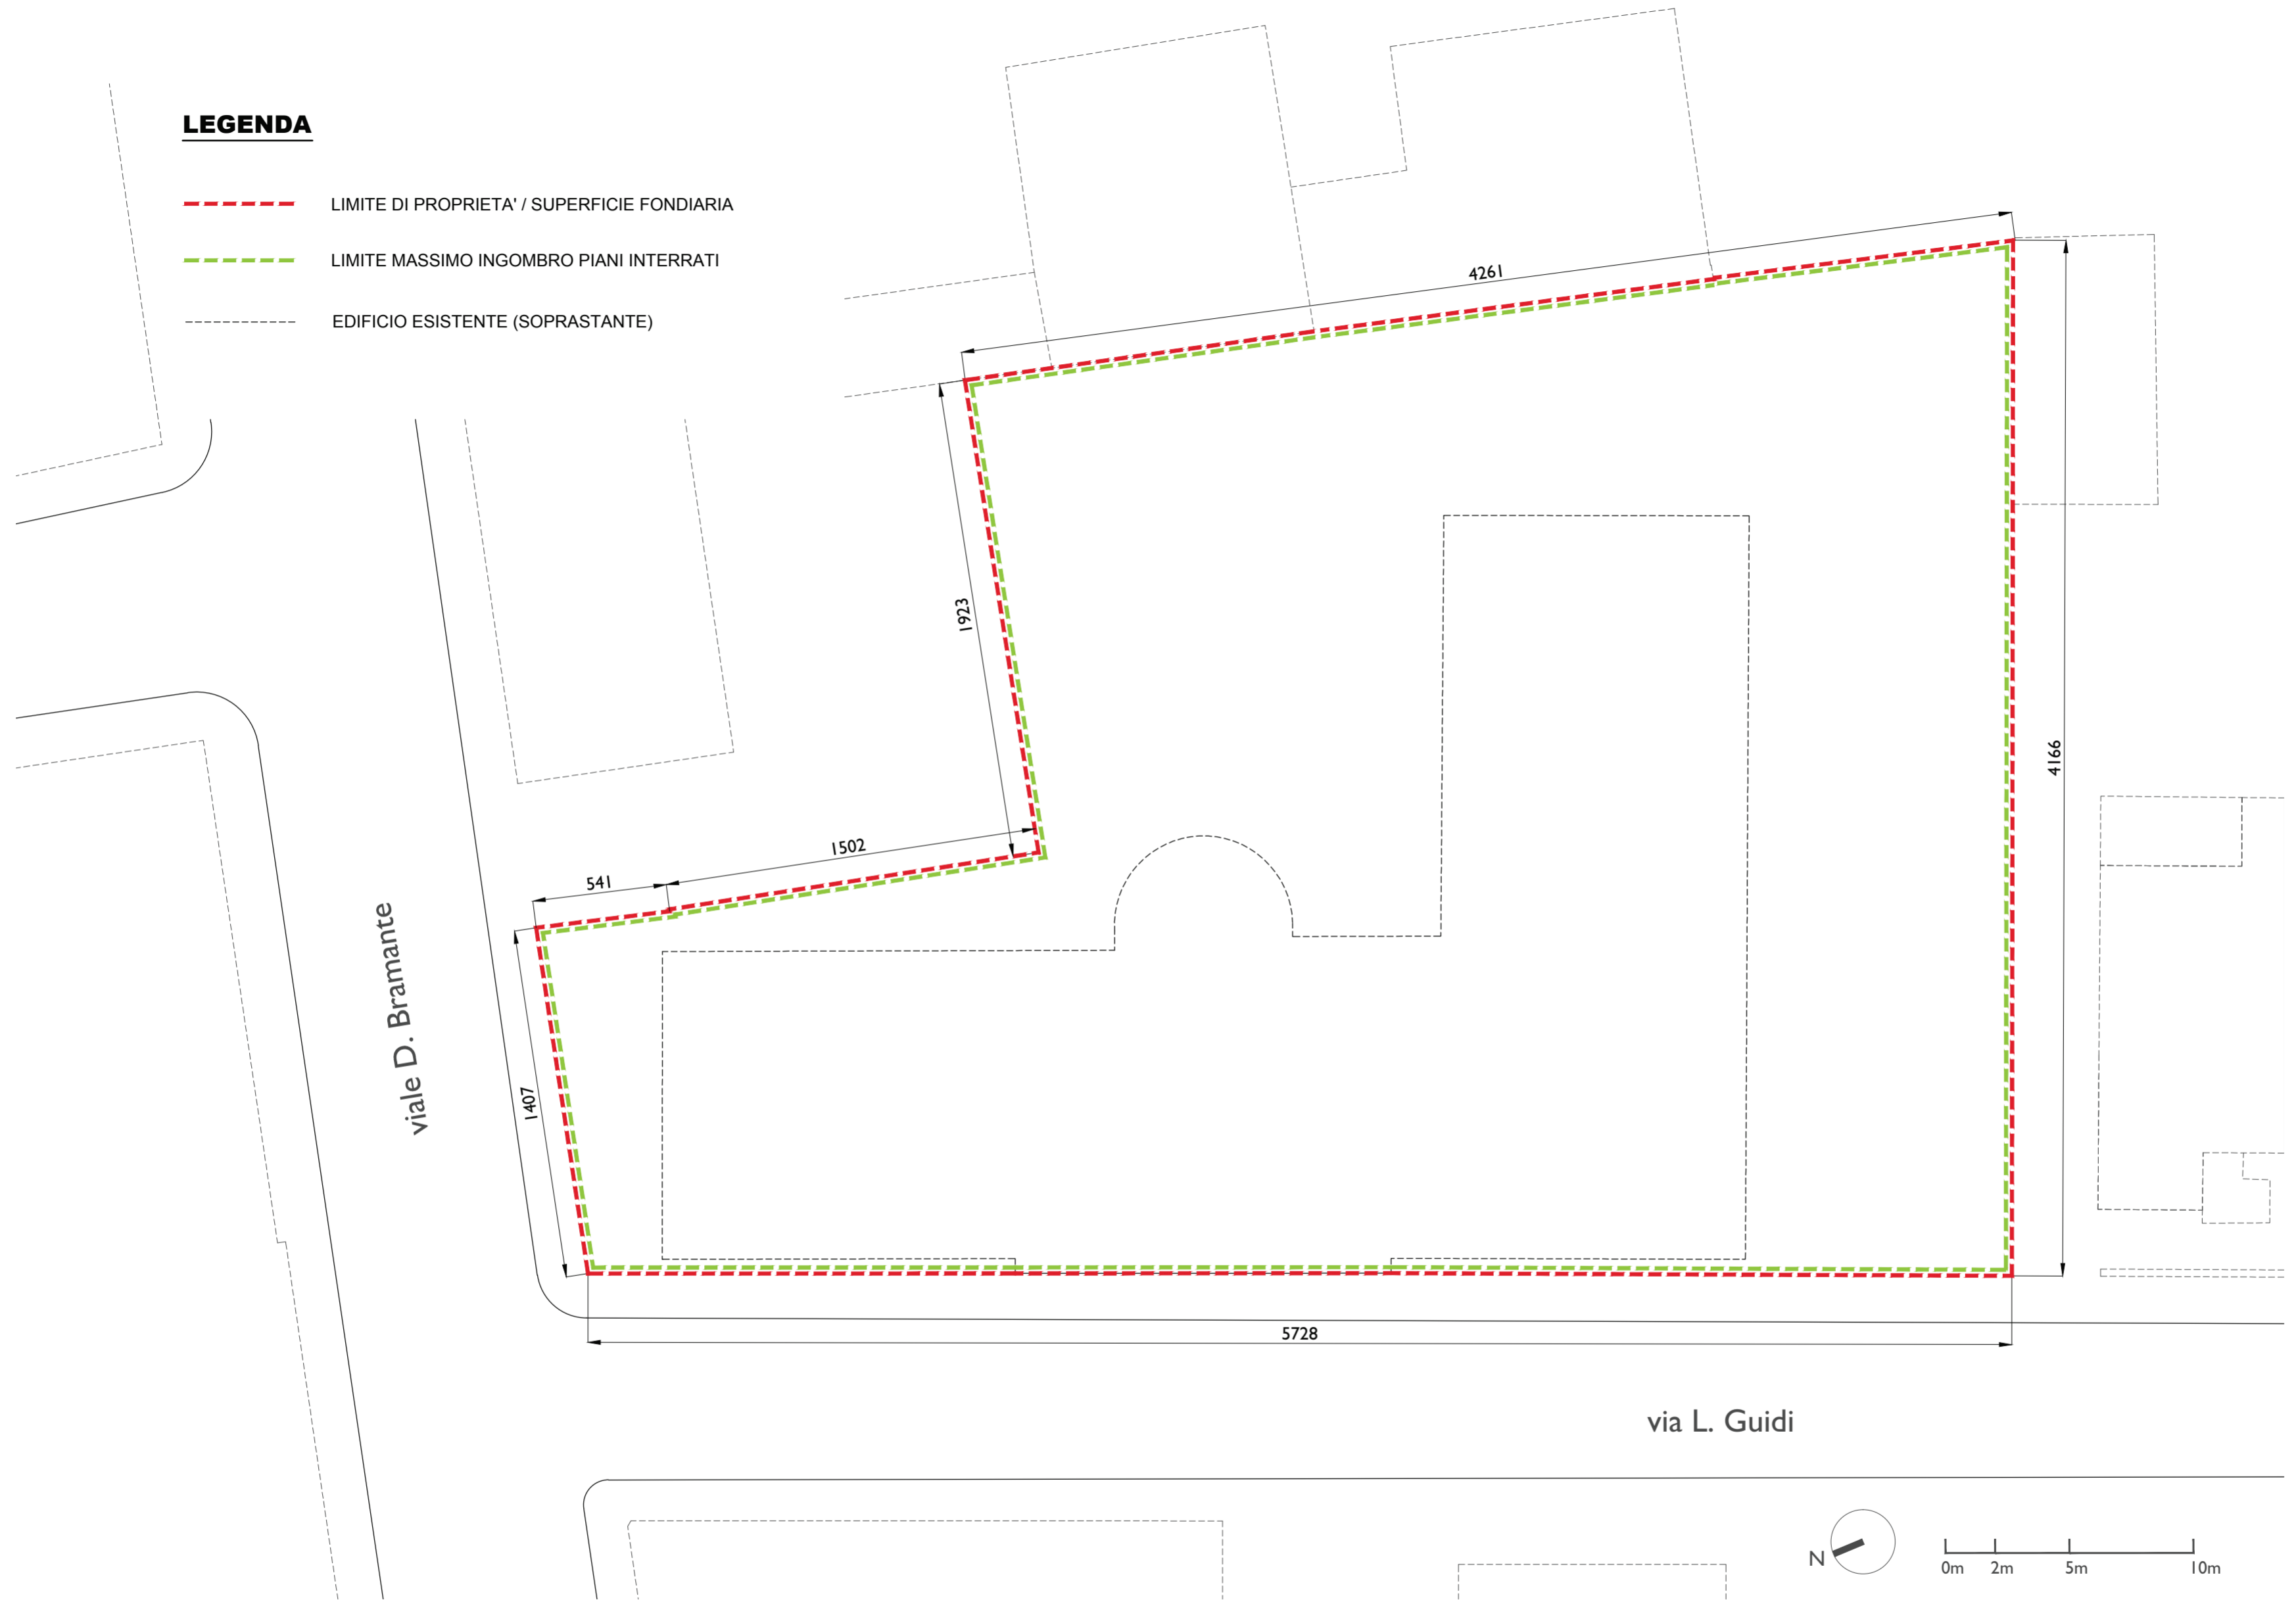 LEGENDA
LIMITE DI PROPRIETA' / SUPERFICIE FONDIARIA
LIMITE MASSIMO INGOMBRO PIANI INTERRATI
EDIFICIO ESISTENTE (SOPRASTANTE)
4261
1923
4166
1502
541
1407
viale D. Bramante
5728
via L. Guidi
N
0m 2m 5m 10m